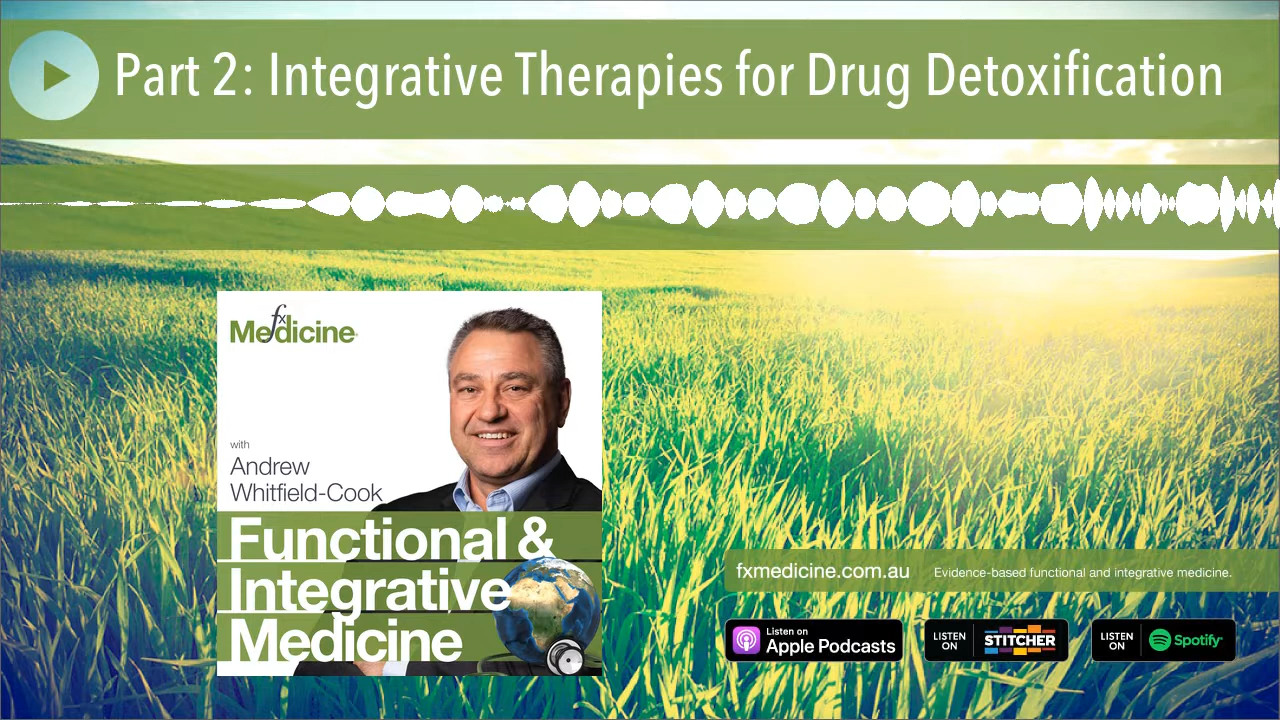 Part 2: Integrative Therapies for Drug Detoxification
fx
Medicine
with
Andrew
Whitfield-Cook
Functional &
Integrative
Medicine
fxmedicine.com.au Evidence-based functional and integrative medicine.
Listen on
Apple Podcasts
LISTEN
ON
STITCHER
LISTEN
ON
Spotify